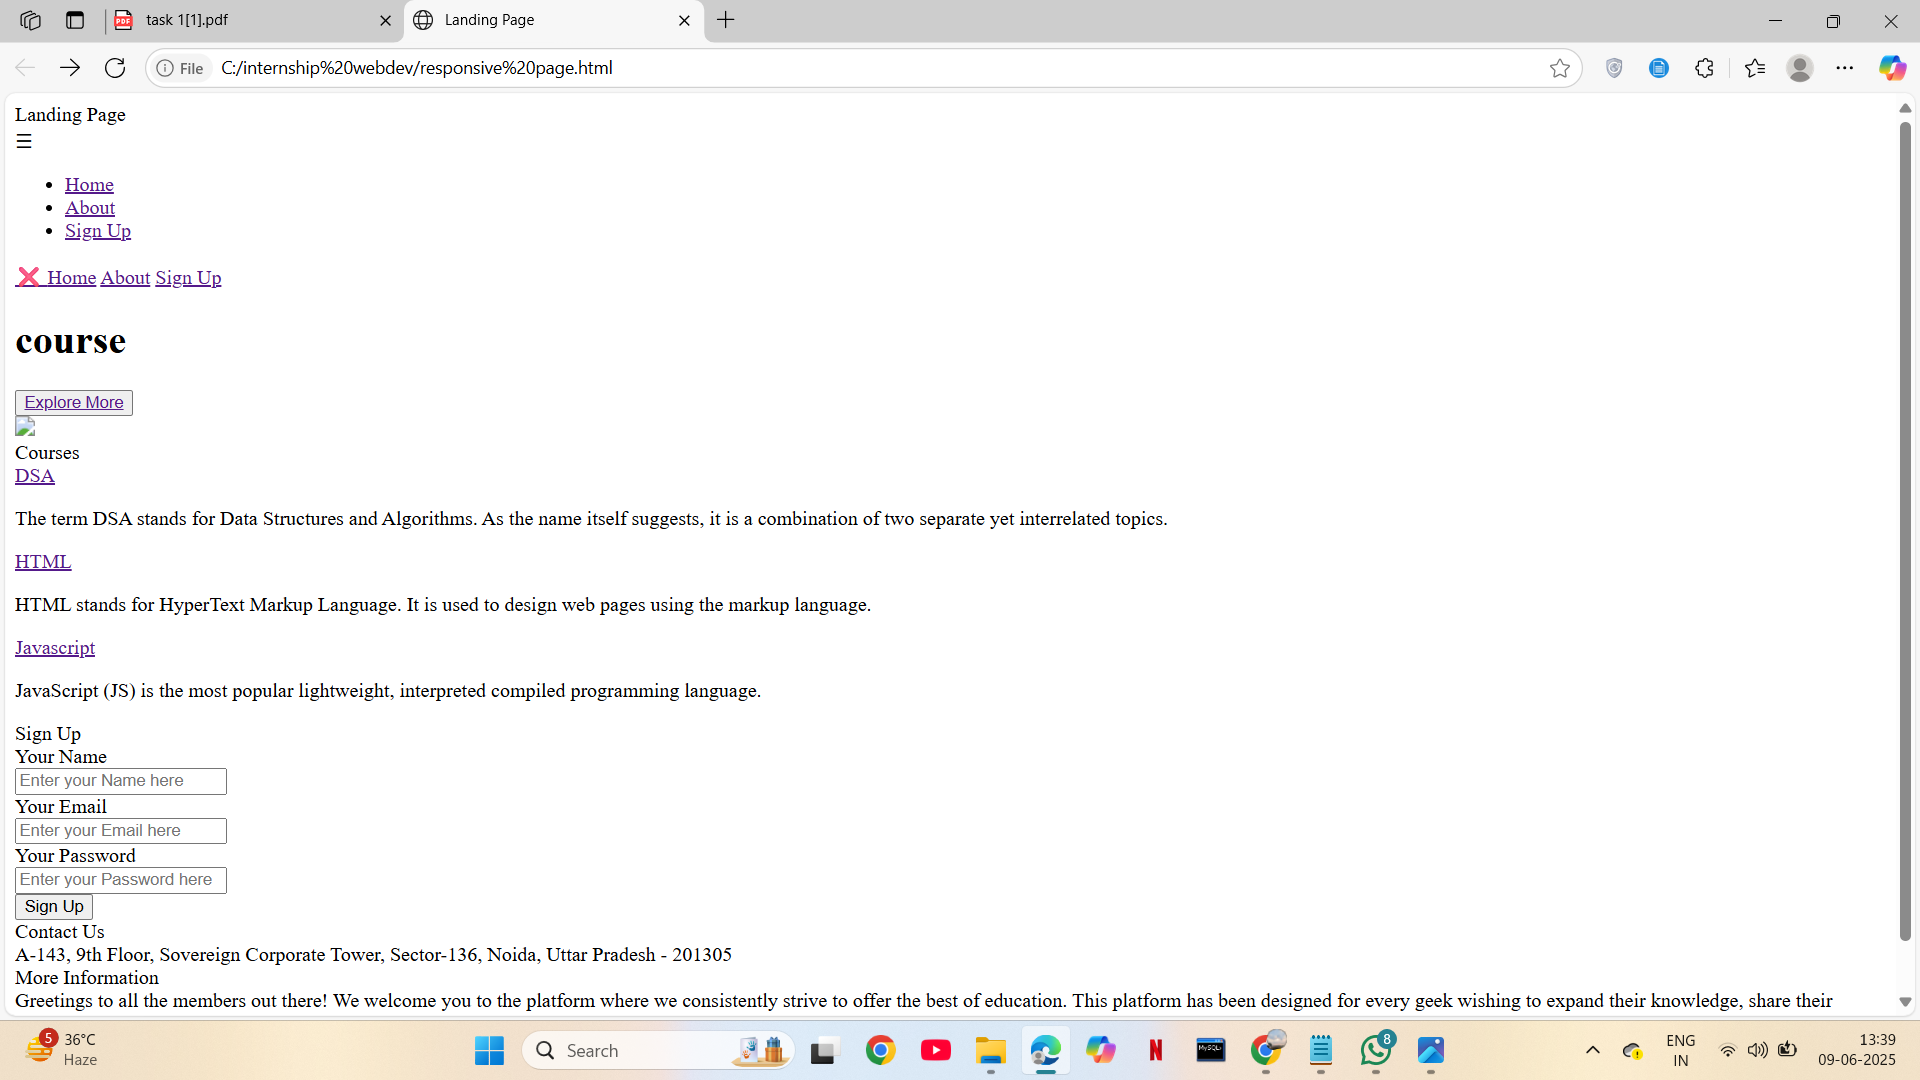 task 1[1].pdf
Landing Page
File
C:/internship%20webdev/responsive%20page.html
Landing Page
☰
• Home
• About
• Sign Up
❌ Home About Sign Up
course
Explore More
Courses
DSA
The term DSA stands for Data Structures and Algorithms. As the name itself suggests, it is a combination of two separate yet interrelated topics.
HTML
HTML stands for HyperText Markup Language. It is used to design web pages using the markup language.
Javascript
JavaScript (JS) is the most popular lightweight, interpreted compiled programming language.
Sign Up
Your Name
Enter your Name here
Your Email
Enter your Email here
Your Password
Enter your Password here
Sign Up
Contact Us
A-143, 9th Floor, Sovereign Corporate Tower, Sector-136, Noida, Uttar Pradesh - 201305
More Information
Greetings to all the members out there! We welcome you to the platform where we consistently strive to offer the best of education. This platform has been designed for every geek wishing to expand their knowledge, share their
5
36°C
Haze
Search
N
MySQL
8
ENG
IN
13:39
09-06-2025